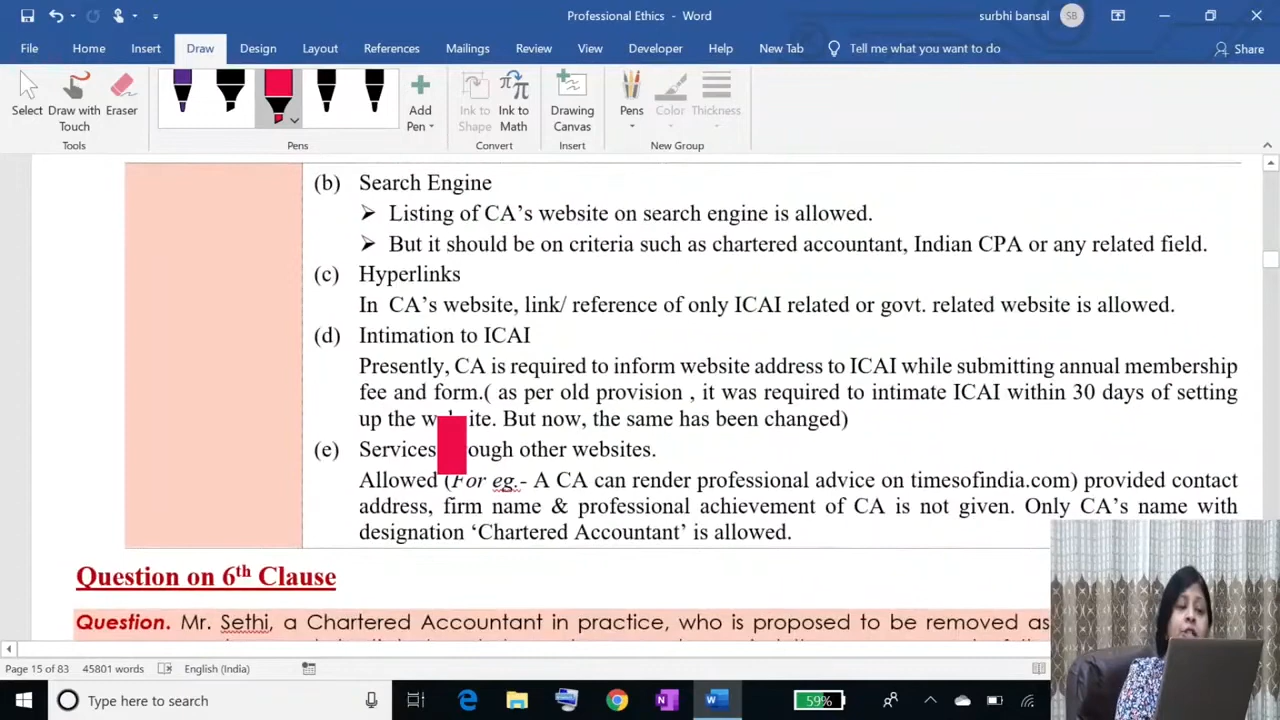 Professional Ethics - Word
surbhi bansal SB
File Home Insert Draw Design Layout References Mailings Review View Developer Help New Tab Tell me what you want to do Share
Select Draw with Touch Eraser
Add Pen
Ink to Shape Ink to Math
Drawing Canvas
Pens Color Thickness
Tools Pens Convert Insert New Group
(b) Search Engine
➢ Listing of CA's website on search engine is allowed.
➢ But it should be on criteria such as chartered accountant, Indian CPA or any related field.
(c) Hyperlinks
In CA's website, link/ reference of only ICAI related or govt. related website is allowed.
(d) Intimation to ICAI
Presently, CA is required to inform website address to ICAI while submitting annual membership
fee and form.( as per old provision , it was required to intimate ICAI within 30 days of setting
up the website. But now, the same has been changed)
(e) Services through other websites.
Allowed (For eg.- A CA can render professional advice on timesofindia.com) provided contact
address, firm name & professional achievement of CA is not given. Only CA's name with
designation 'Chartered Accountant' is allowed.
Question on 6th Clause
Question. Mr. Sethi, a Chartered Accountant in practice, who is proposed to be removed as
Page 15 of 83 45801 words English (India)
Type here to search
59%